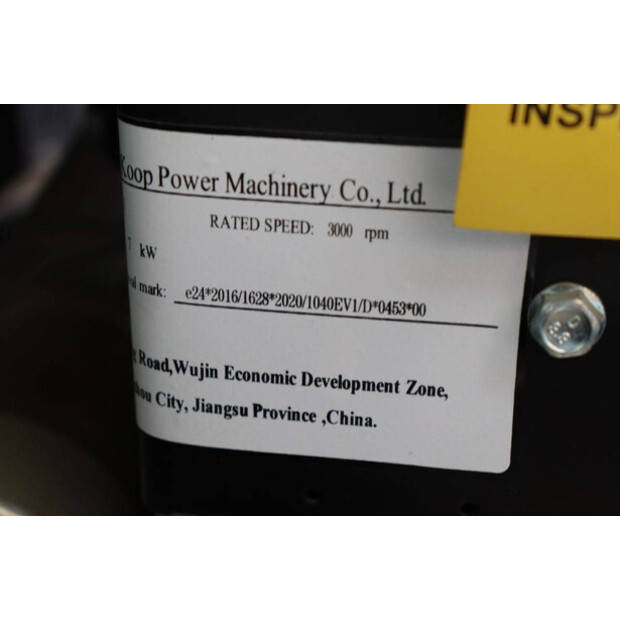 INSP
Koop Power Machinery Co., Ltd.
RATED SPEED: 3000 rpm
7 kW
mark: e24*2016/1628*2020/1040EV1/D*0453*00
Road,Wujin Economic Development Zone,
City, Jiangsu Province ,China.